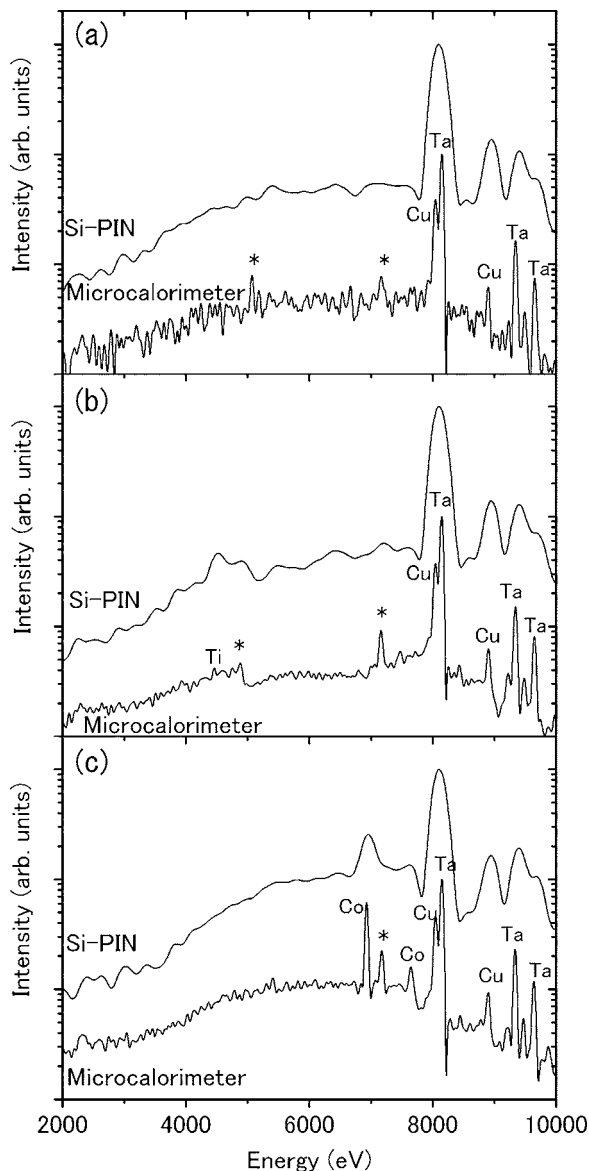 (a)
Intensity (arb. units)
Ta
Cu
Si-PIN
*
*
Ta
Cu
Ta
Microcalorimeter
(b)
Intensity (arb. units)
Ta
Cu
Si-PIN
*
Ta
Ta
Ti
*
Cu
Microcalorimeter
(c)
Intensity (arb. units)
Ta
Co
Cu
*
Si-PIN
Co
Ta
Cu
Ta
Microcalorimeter
2000 4000 6000 8000 10000
Energy (eV)